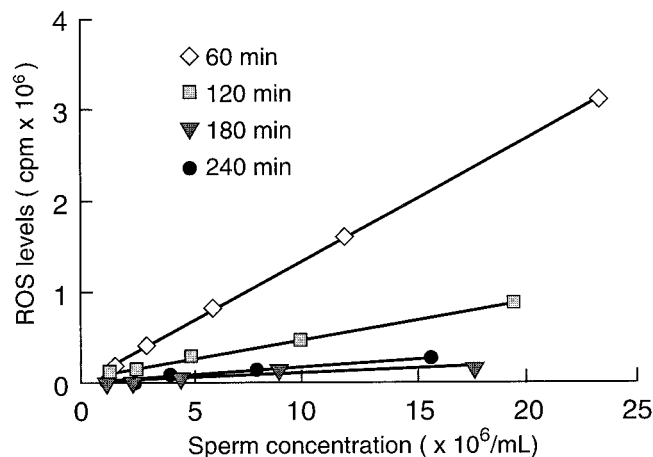 4
3
2
1
0
ROS levels ( cpm x 10⁶)
60 min
120 min
180 min
240 min
0 5 10 15 20 25
Sperm concentration ( x 10⁶/mL)